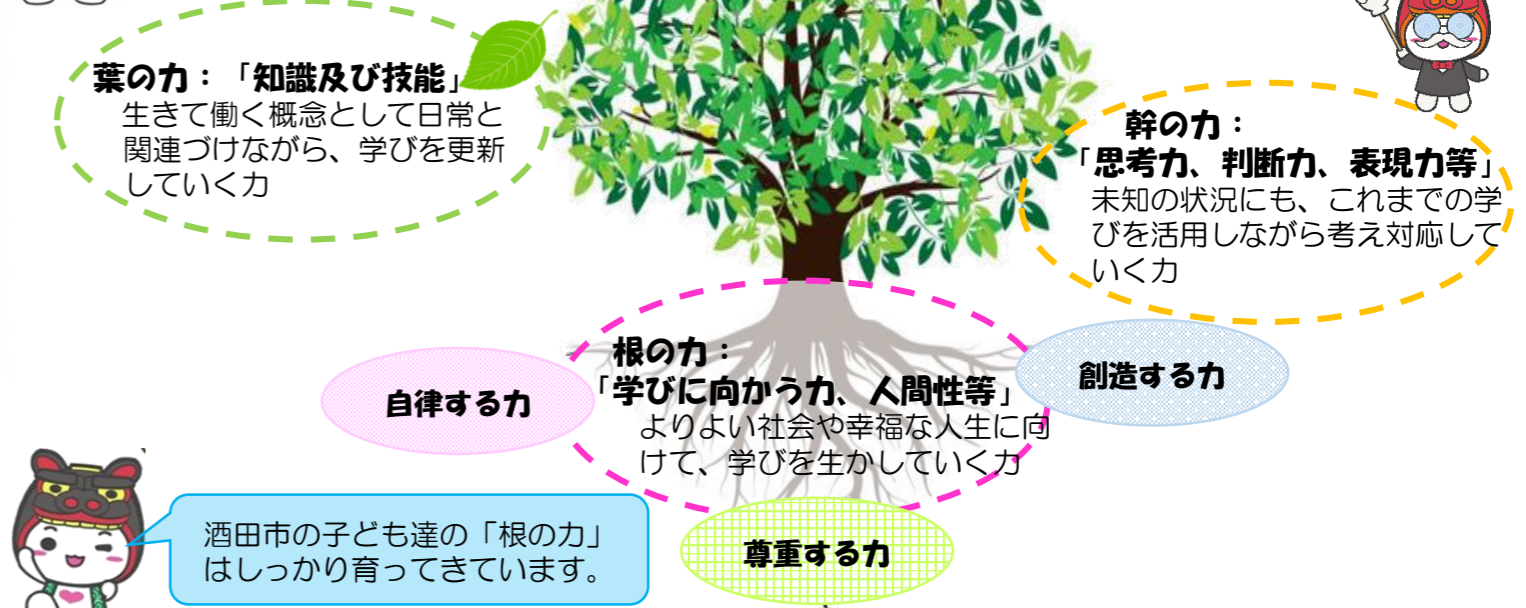 葉の力：「知識及び技能」
生きて働く概念として日常と
関連づけながら、学びを更新
していく力
幹の力：
「思考力、判断力、表現力等」
未知の状況にも、これまでの学
びを活用しながら考え対応して
いく力
根の力：
「学びに向かう力、人間性等」
よりよい社会や幸福な人生に向
けて、学びを生かしていく力
自律する力
創造する力
尊重する力
酒田市の子ども達の「根の力」
はしっかり育ってきています。